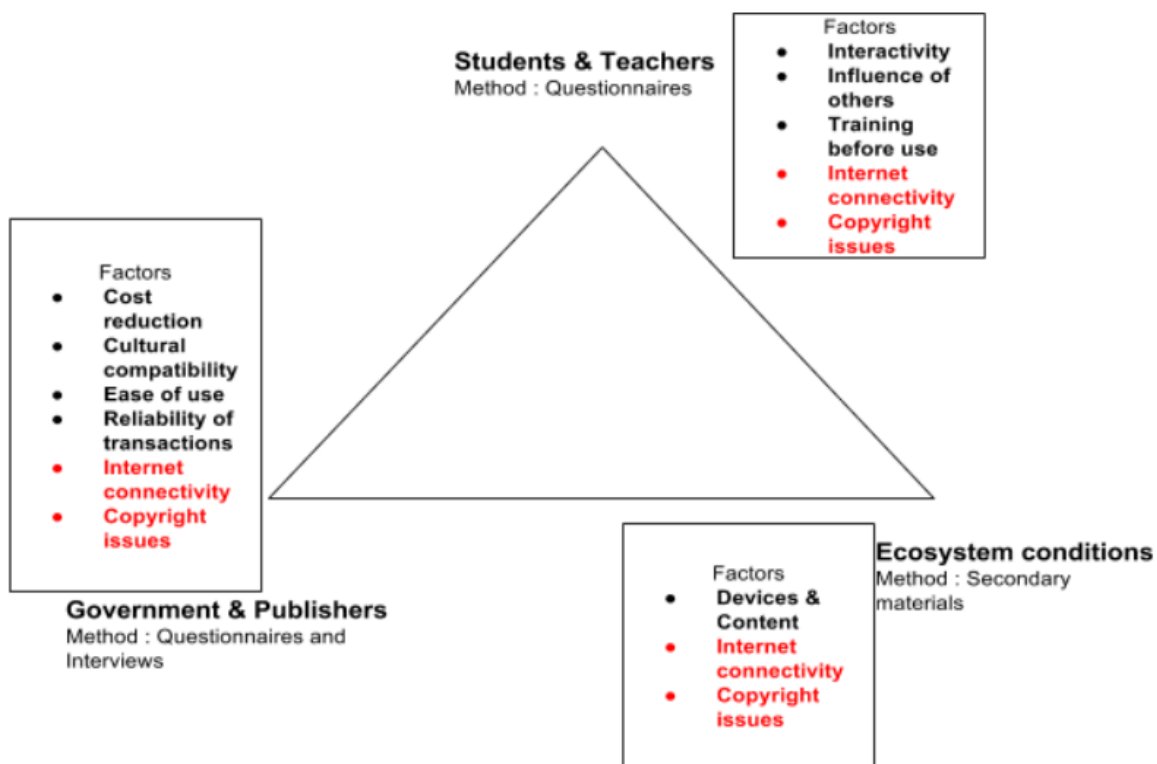 Students & Teachers
Method : Questionnaires
Factors
● Interactivity
● Influence of
others
● Training
before use
● Internet
connectivity
● Copyright
issues
Factors
● Cost
reduction
● Cultural
compatibility
● Ease of use
● Reliability of
transactions
● Internet
connectivity
● Copyright
issues
Government & Publishers
Method : Questionnaires and
Interviews
Factors
● Devices &
Content
● Internet
connectivity
● Copyright
issues
Ecosystem conditions
Method : Secondary
materials